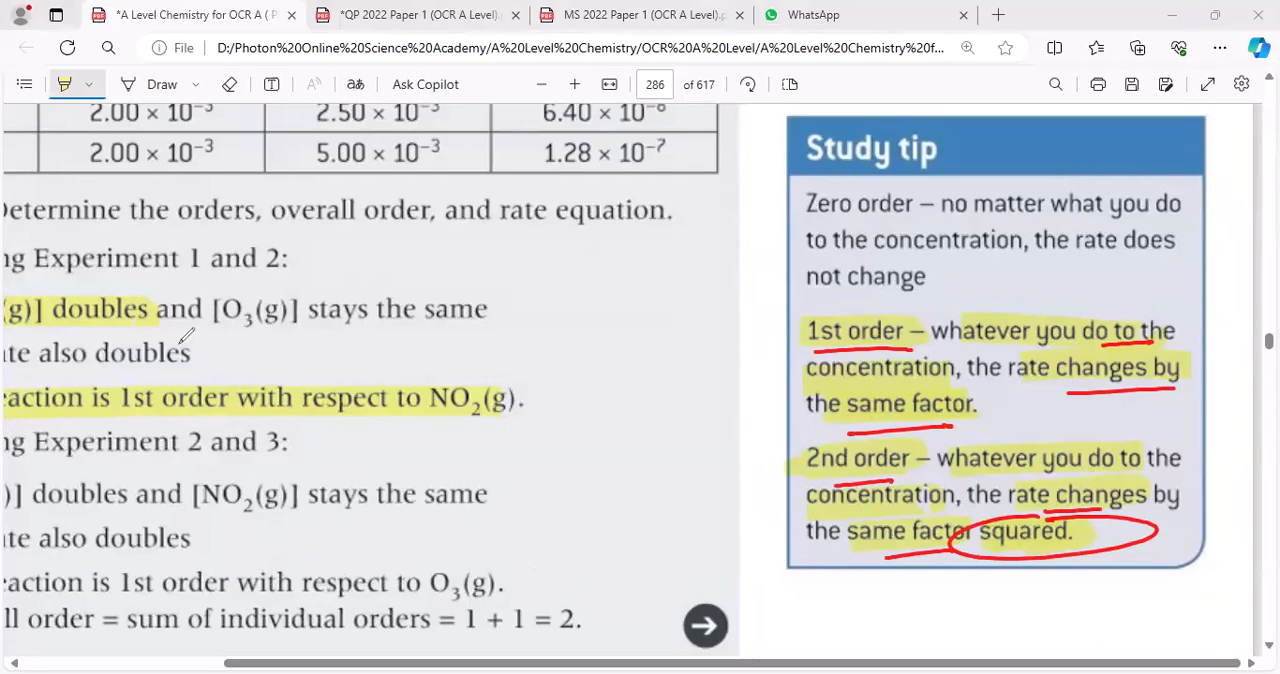 *A Level Chemistry for OCR A ( P
*QP 2022 Paper 1 (OCR A Level).
MS 2022 Paper 1 (OCR A Level).
WhatsApp
File
D:/Photon%20Online%20Science%20Academy/A%20Level%20Chemistry/OCR%20A%20Level/A%20Level%20Chemistry%20f...
Draw
aあ
Ask Copilot
286 of 617
2.00 × 10⁻³ 2.50 × 10⁻³ 6.40 × 10⁻⁸
2.00 × 10⁻³ 5.00 × 10⁻³ 1.28 × 10⁻⁷
Determine the orders, overall order, and rate equation.
ng Experiment 1 and 2:
(g)] doubles and [O₃(g)] stays the same
te also doubles
eaction is 1st order with respect to NO₂(g).
ng Experiment 2 and 3:
)] doubles and [NO₂(g)] stays the same
te also doubles
eaction is 1st order with respect to O₃(g).
ll order = sum of individual orders = 1 + 1 = 2.
Study tip
Zero order – no matter what you do
to the concentration, the rate does
not change
1st order – whatever you do to the
concentration, the rate changes by
the same factor.
2nd order – whatever you do to the
concentration, the rate changes by
the same factor squared.